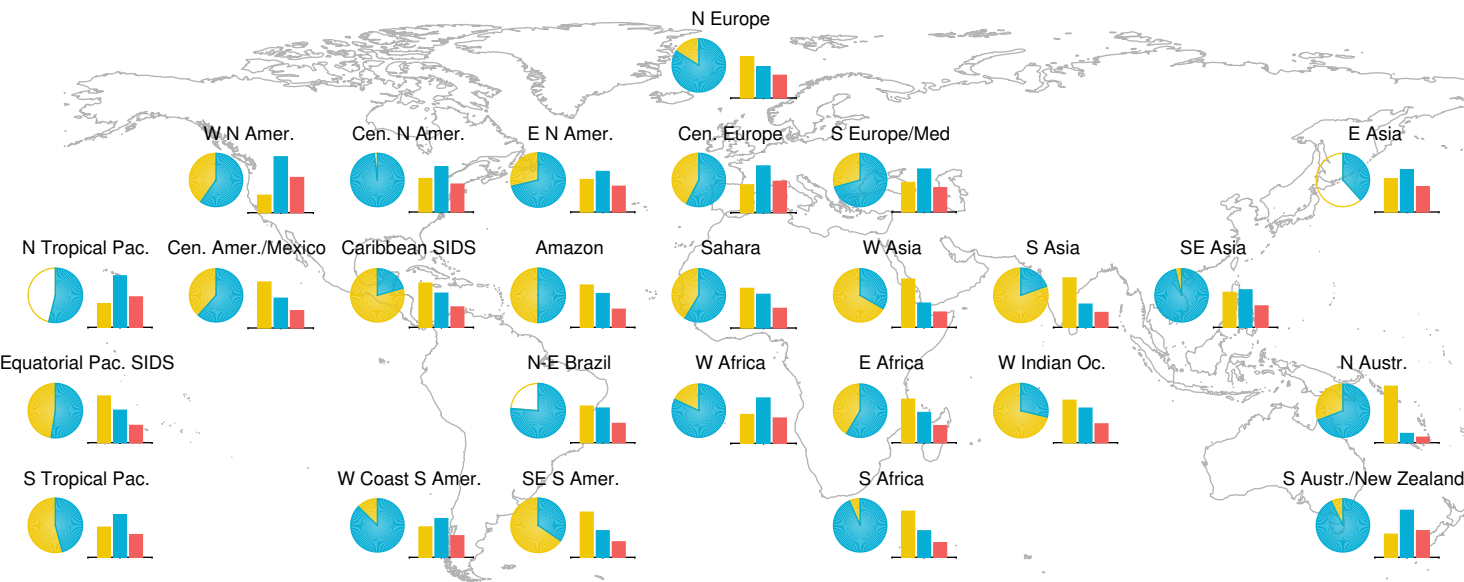 N Europe
W N Amer.
Cen. N Amer.
E N Amer.
Cen. Europe
S Europe/Med
E Asia
N Tropical Pac.
Cen. Amer./Mexico
Caribbean SIDS
Amazon
Sahara
W Asia
S Asia
SE Asia
Equatorial Pac. SIDS
N-E Brazil
W Africa
E Africa
W Indian Oc.
N Austr.
S Tropical Pac.
W Coast S Amer.
SE S Amer.
S Africa
S Austr./New Zealand